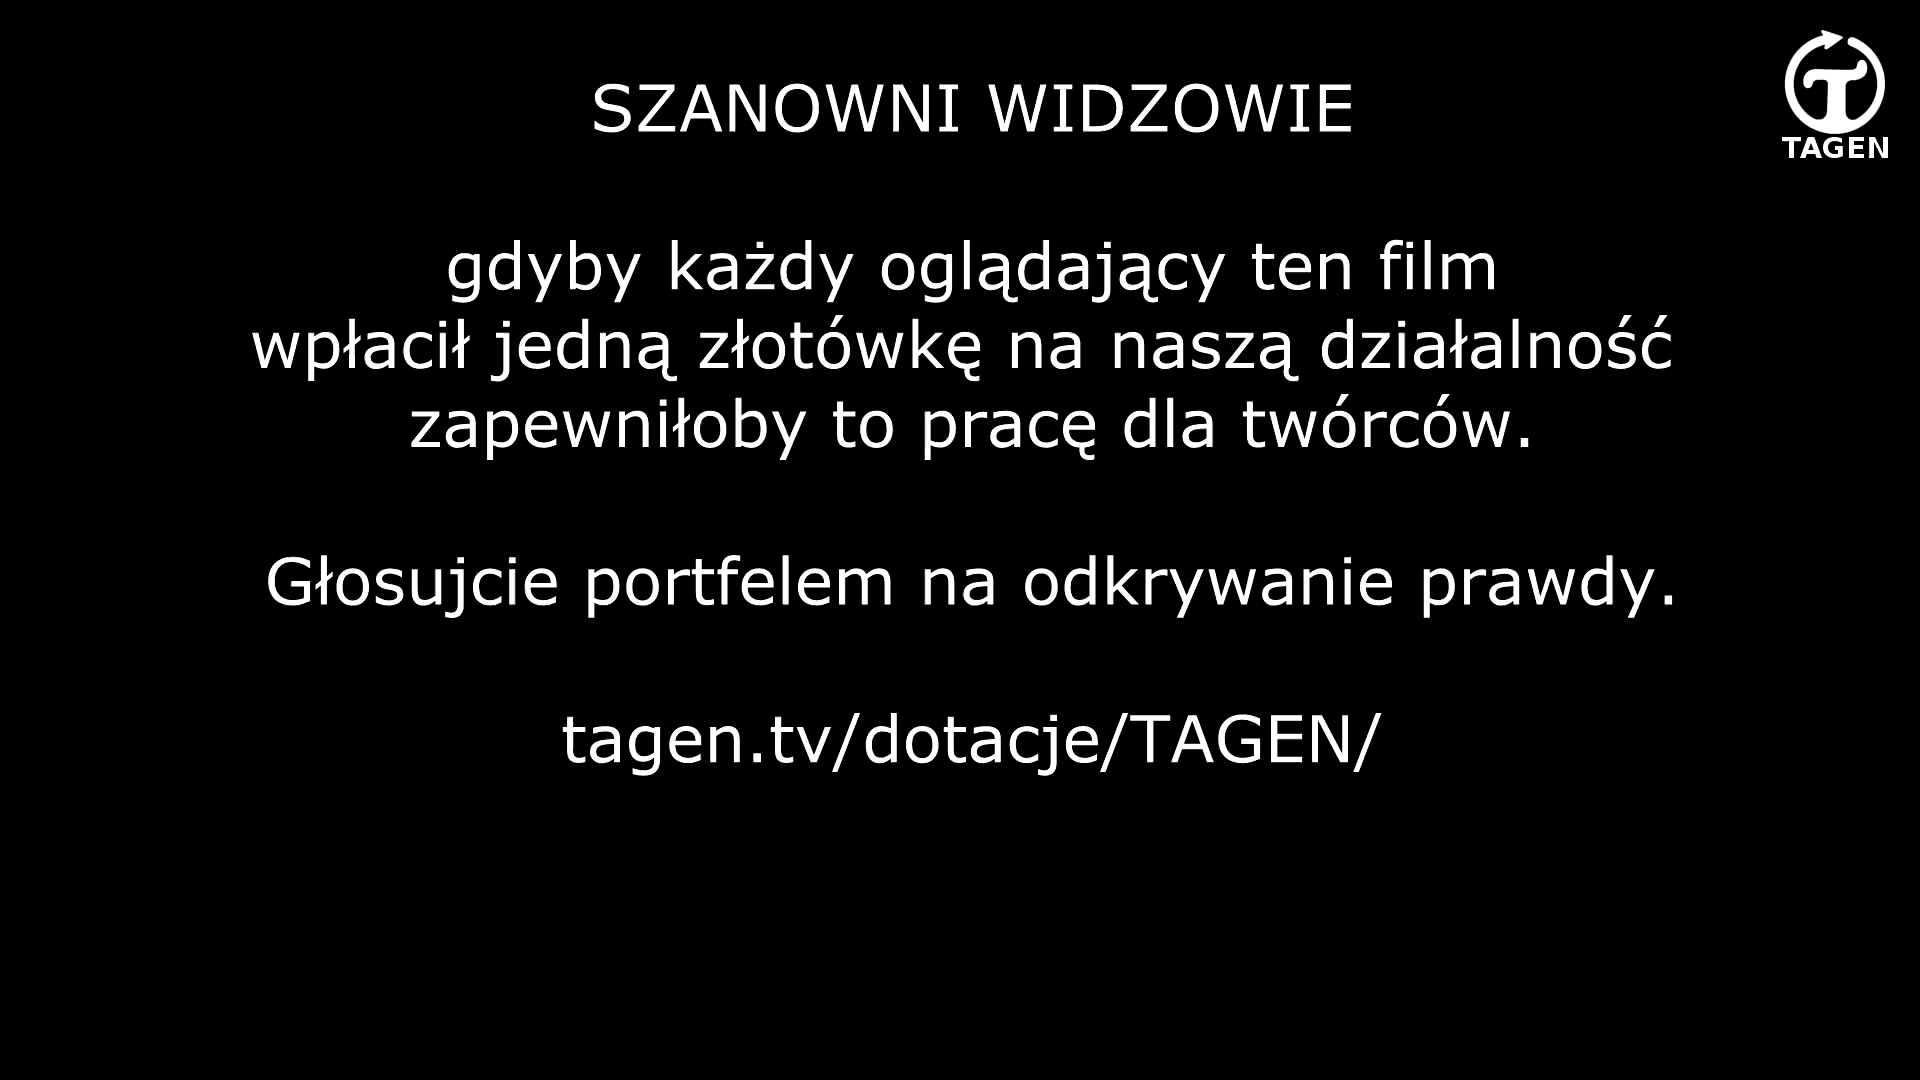 SZANOWNI WIDZOWIE
TAGEN
gdyby każdy oglądający ten film
wpłacił jedną złotówkę na naszą działalność
zapewniłoby to pracę dla twórców.
Głosujcie portfelem na odkrywanie prawdy.
tagen.tv/dotacje/TAGEN/